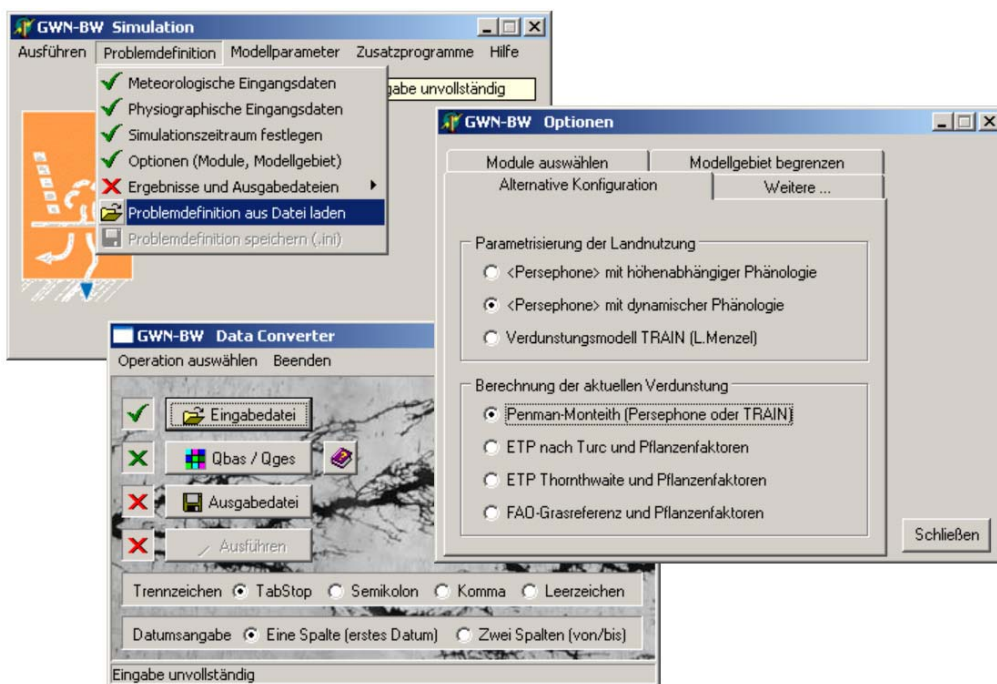 GWN-BW Simulation
Ausführen Problemdefinition Modellparameter Zusatzprogramme Hilfe
Meteorologische Eingangsdaten
Physiographische Eingangsdaten
Simulationszeitraum festlegen
Optionen (Module, Modellgebiet)
Ergebnisse und Ausgabedateien
Problemdefinition aus Datei laden
Problemdefinition speichern (.ini)
gabe unvollständig
GWN-BW Optionen
Module auswählen Modellgebiet begrenzen
Alternative Konfiguration Weitere ...
Parametrisierung der Landnutzung
<Persephone> mit höhenabhängiger Phänologie
<Persephone> mit dynamischer Phänologie
Verdunstungsmodell TRAIN (L.Menzel)
Berechnung der aktuellen Verdunstung
Penman-Monteith (Persephone oder TRAIN)
ETP nach Turc und Pflanzenfaktoren
ETP Thornthwaite und Pflanzenfaktoren
FAO-Grasreferenz und Pflanzenfaktoren
Schließen
GWN-BW Data Converter
Operation auswählen Beenden
Eingabedatei
Qbas / Qges
Ausgabedatei
Ausführen
Trennzeichen TabStop Semikolon Komma Leerzeichen
Datumsangabe Eine Spalte (erstes Datum) Zwei Spalten (von/bis)
Eingabe unvollständig